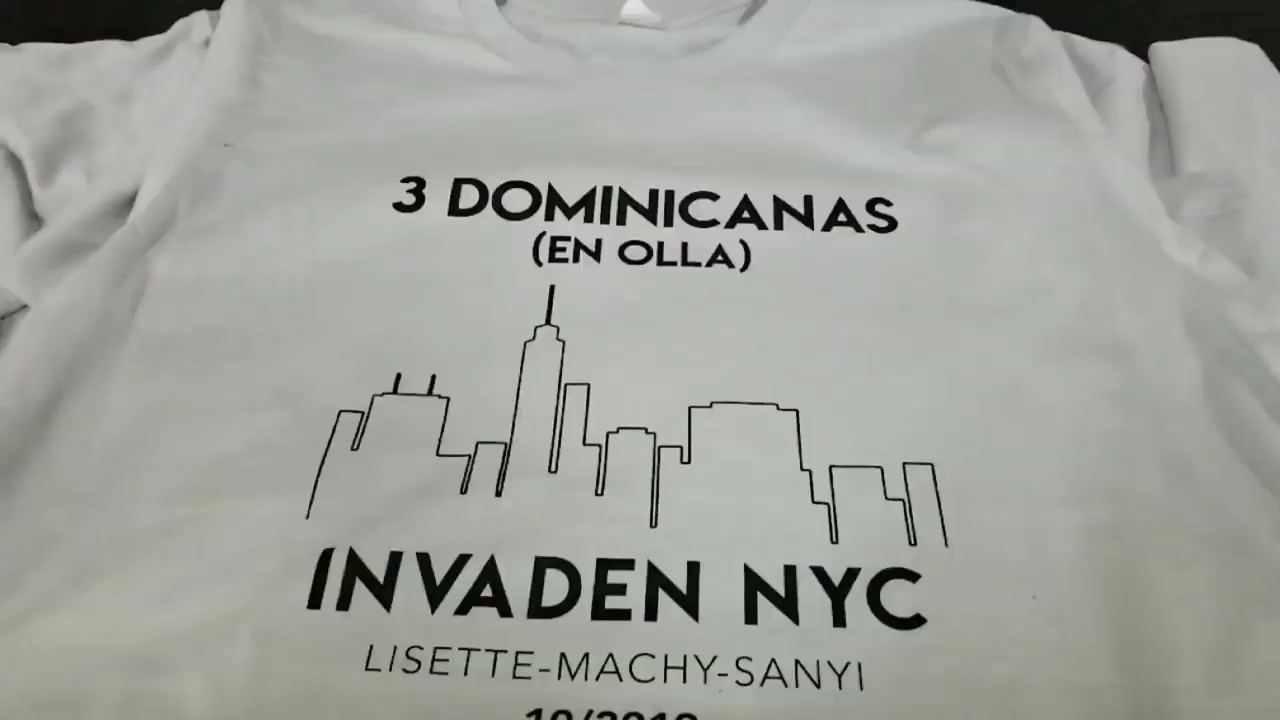 3 DOMINICANAS
(EN OLLA)
INVADEN NYC
LISETTE-MACHY-SANYI